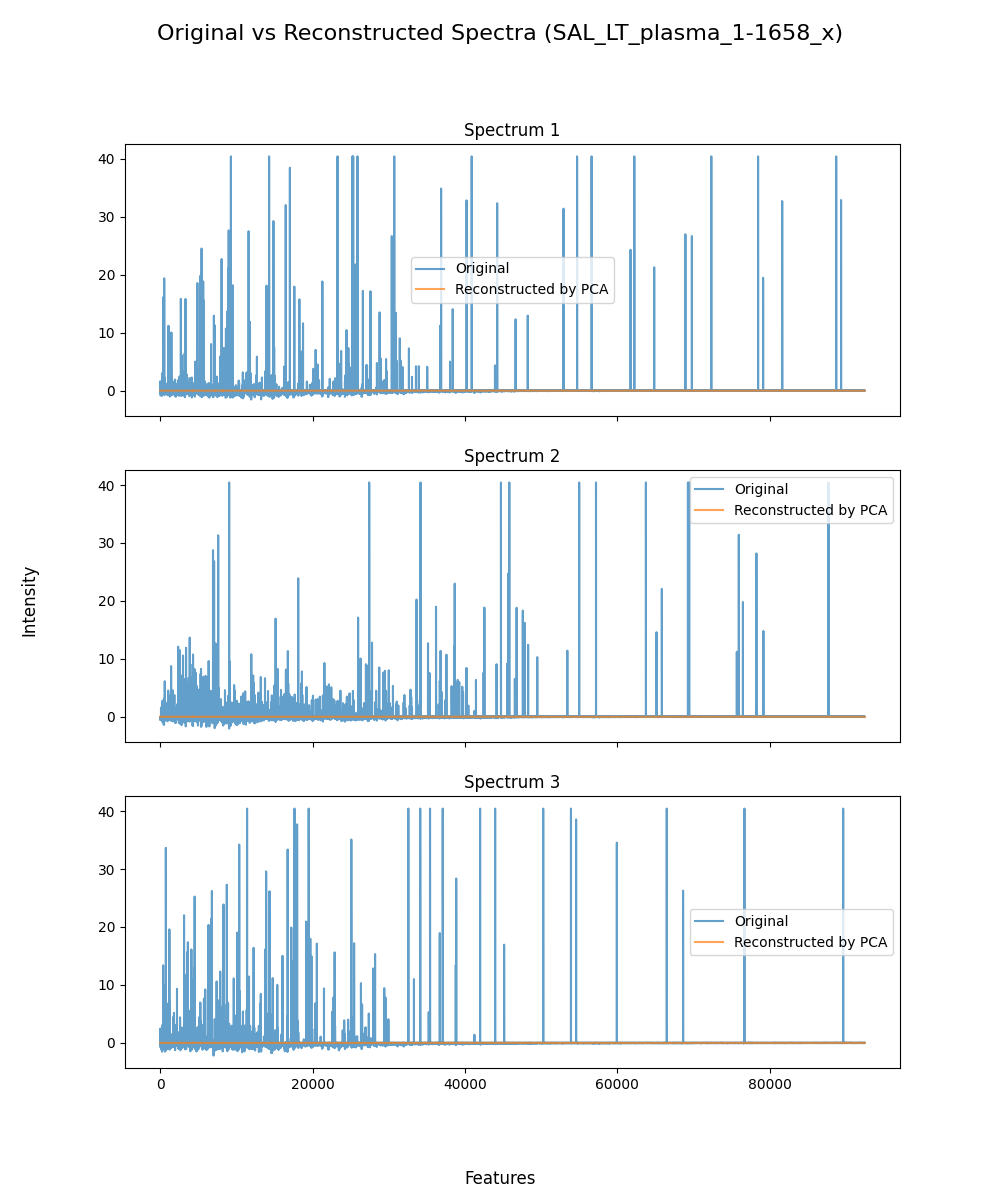 Original vs Reconstructed Spectra (SAL_LT_plasma_1-1658_x)
Spectrum 1
40
30
20
10
0
Original
Reconstructed by PCA
Spectrum 2
40
30
20
10
0
Original
Reconstructed by PCA
Intensity
Spectrum 3
40
30
20
10
0
Original
Reconstructed by PCA
0 20000 40000 60000 80000
Features